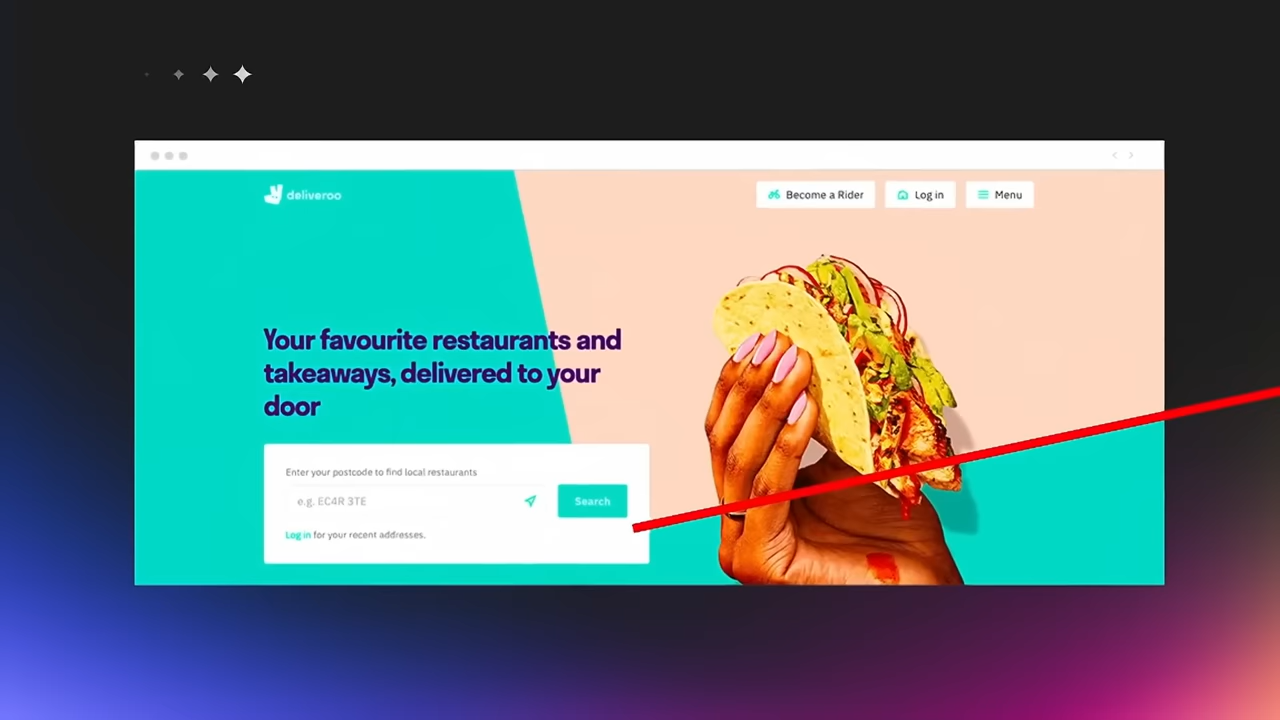 deliveroo
Become a Rider
Log in
Menu
Your favourite restaurants and
takeaways, delivered to your
door
Enter your postcode to find local restaurants
e.g. EC4R 3TE
Search
Log in for your recent addresses.